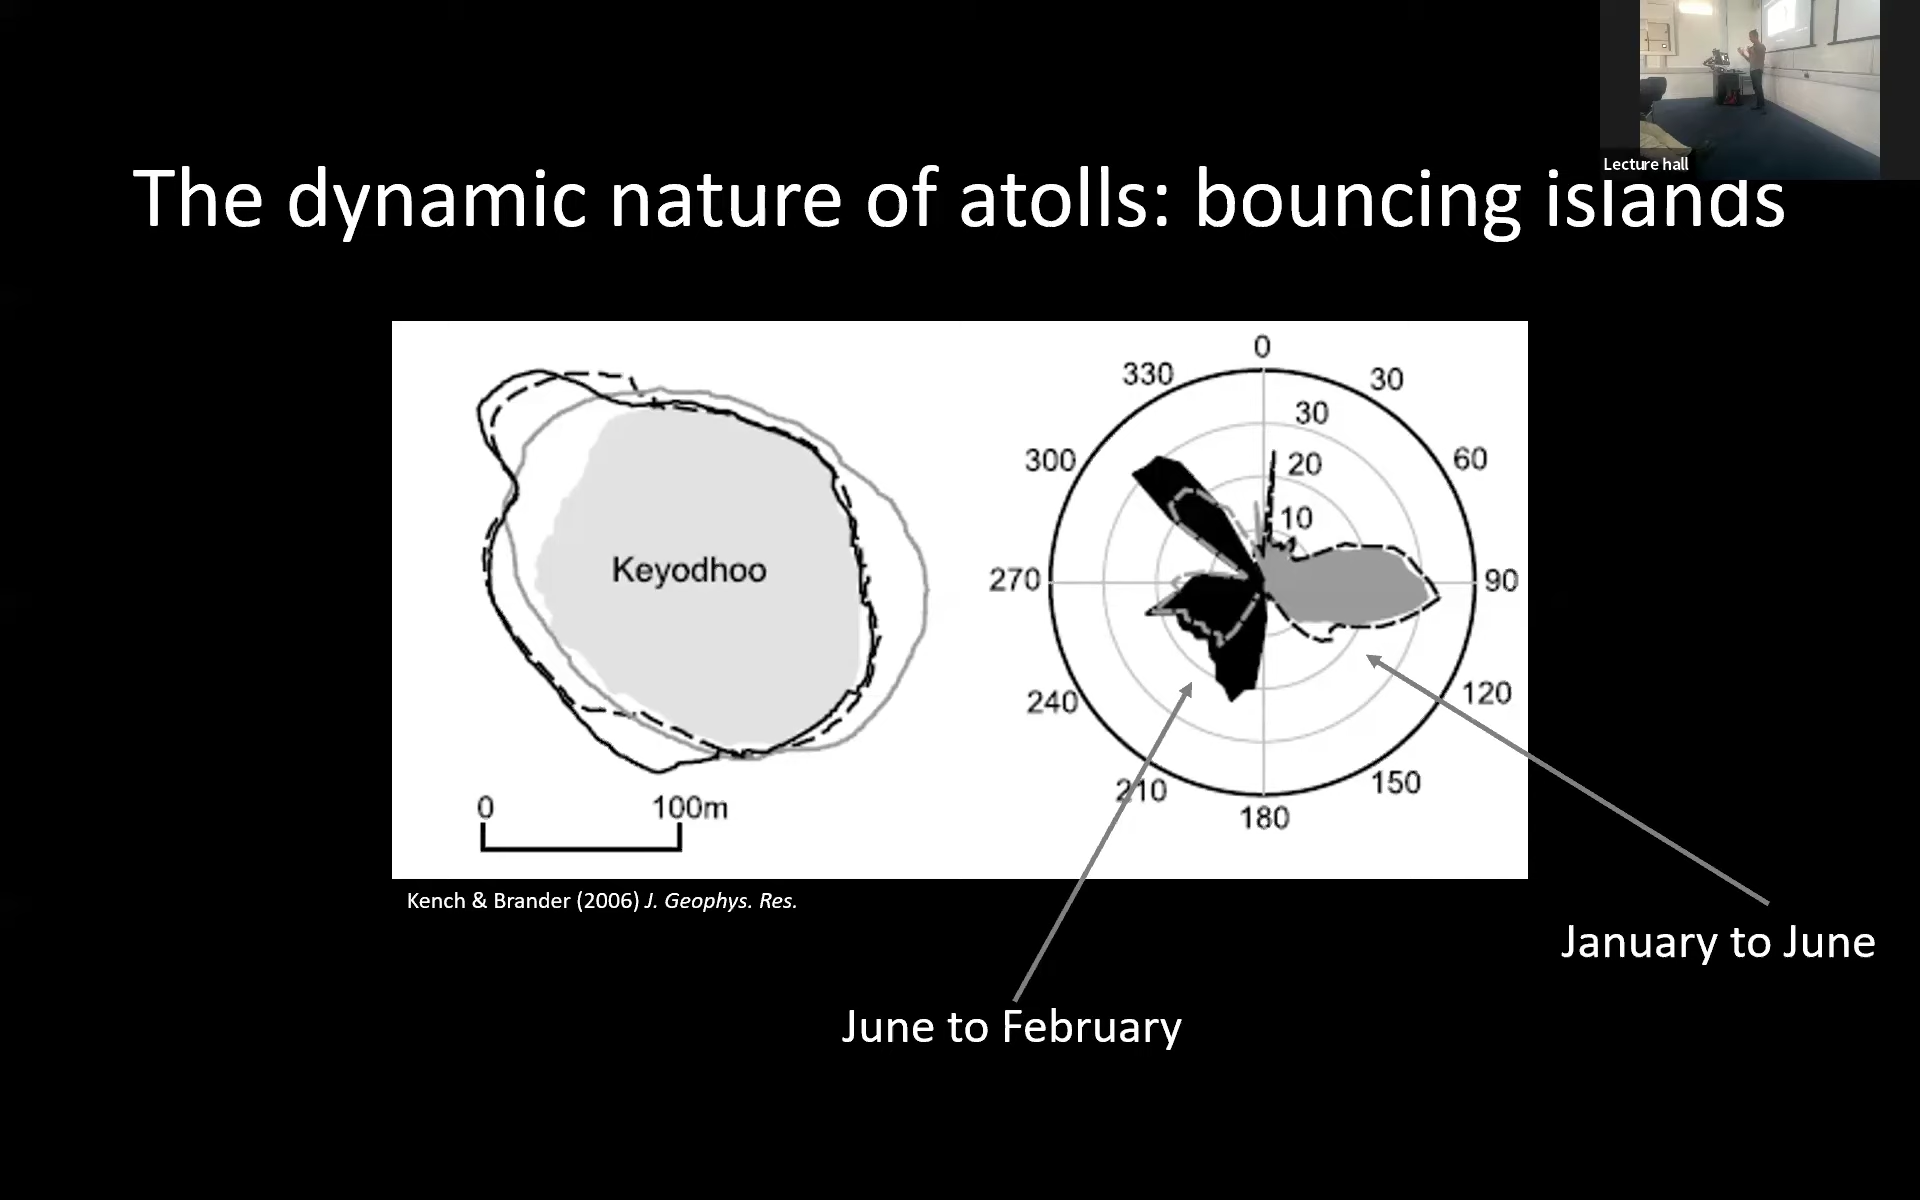 Lecture hall
The dynamic nature of atolls: bouncing islands
Keyodhoo
0 100m
0
330 30
30
300 20 60
10
270 90
240 120
210 150
180
Kench & Brander (2006) J. Geophys. Res.
January to June
June to February